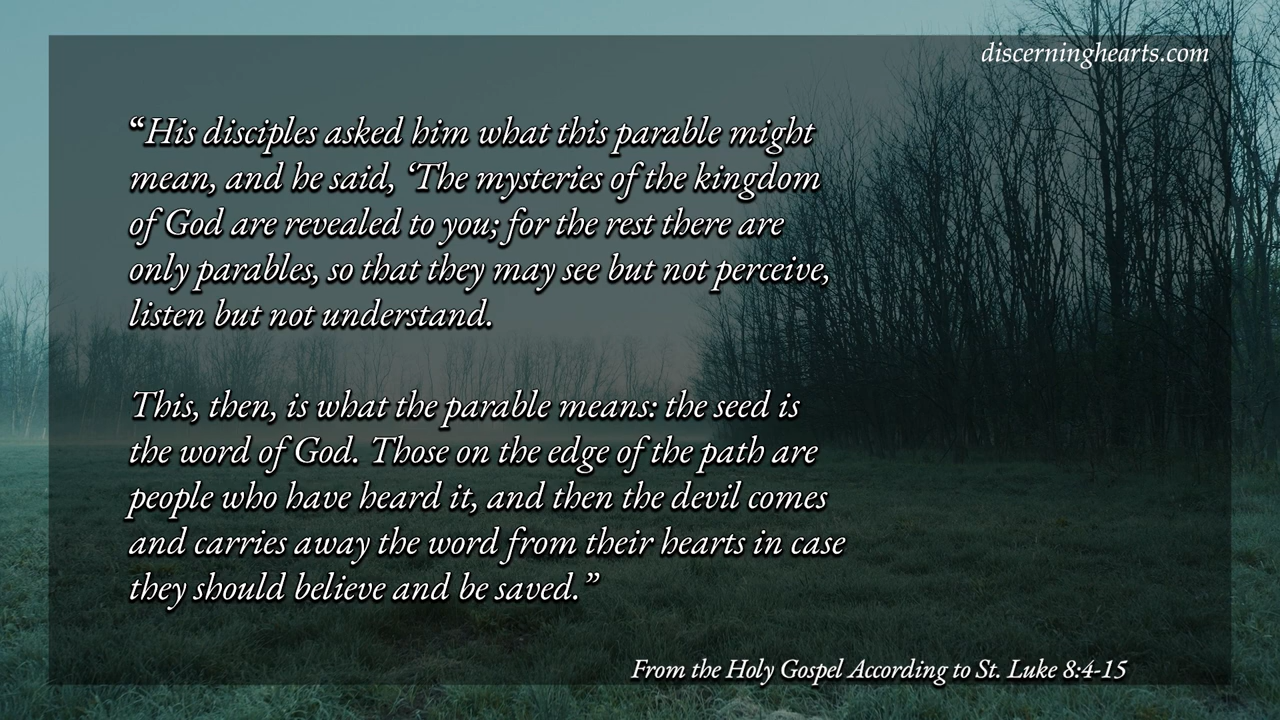 discerninghearts.com
“His disciples asked him what this parable might
mean, and he said, ‘The mysteries of the kingdom
of God are revealed to you; for the rest there are
only parables, so that they may see but not perceive,
listen but not understand.
This, then, is what the parable means: the seed is
the word of God. Those on the edge of the path are
people who have heard it, and then the devil comes
and carries away the word from their hearts in case
they should believe and be saved.”
From the Holy Gospel According to St. Luke 8:4-15